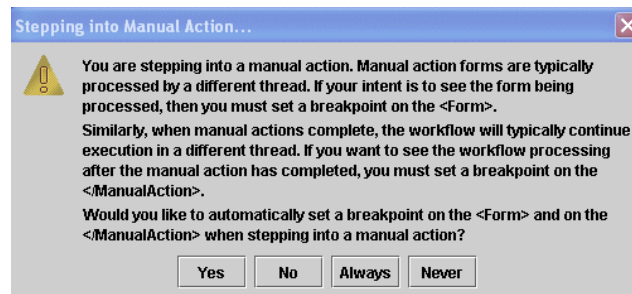 Stepping into Manual Action...
You are stepping into a manual action. Manual action forms are typically
processed by a different thread. If your intent is to see the form being
processed, then you must set a breakpoint on the <Form>.
Similarly, when manual actions complete, the workflow will typically continue
execution in a different thread. If you want to see the workflow processing
after the manual action has completed, you must set a breakpoint on the
</ManualAction>.
Would you like to automatically set a breakpoint on the <Form> and on the
</ManualAction> when stepping into a manual action?
Yes No Always Never